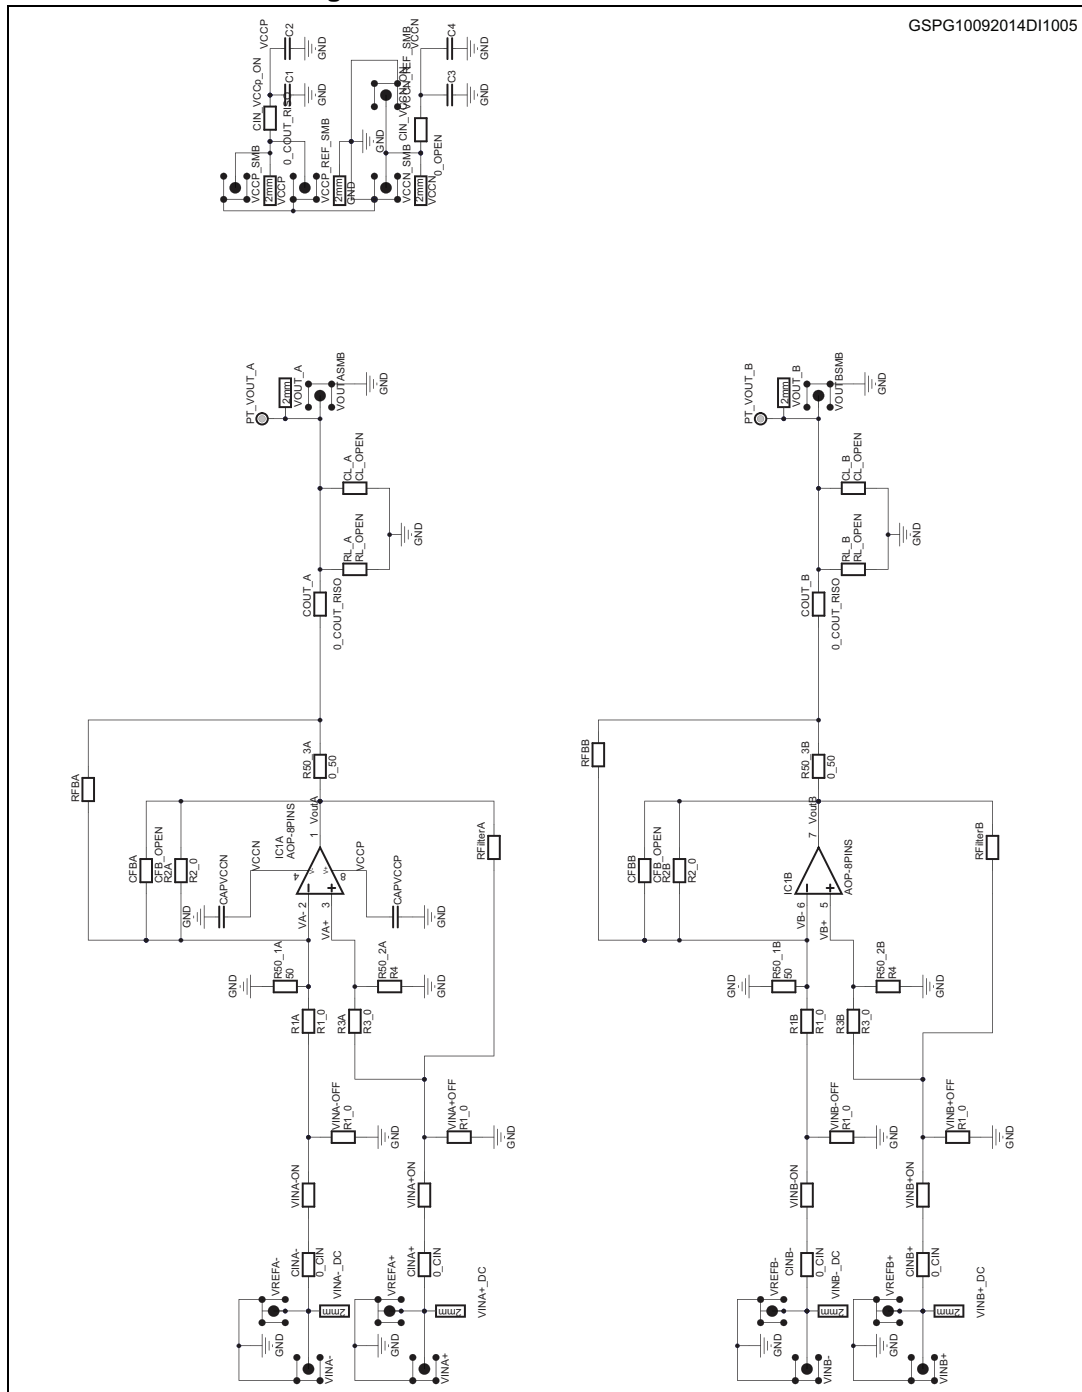 GSPG10092014DI1005
VCCP
C2
GND
CIN_VCCp_ON
C1
GND
0_COUT_RISO
VCCP_SMB
2mm
VCCP
VCCP_REF_SMB
2mm
GND
GND
VCCN_REF_SMB
VCCN
C4
GND
C3
GND
0_OPEN
VCCN_SMB
2mm
VCCN
PT_VOUT_A
2mm
VOUT_A
VOUTASMB
GND
CL_A
CL_OPEN
RL_A
RL_OPEN
GND
COUT_A
0_COUT_RISO
RFBA
R50_3A
0_50
CFBA
CFB_OPEN
R2A
R2_0
IC1A
AOP-8PINS
VoutA
1
VCCN
4
V-
V+
8
VCCP
CAPVCCN
GND
CAPVCCP
GND
VA- 2
VA+ 3
RFilterA
GND
R50_1A
50
R50_2A
R4
GND
R1A
R1_0
R3A
R3_0
VINA-OFF
R1_0
GND
VINA+OFF
R1_0
GND
VINA-ON
VINA+ON
CINA-
0_CIN
CINA+
0_CIN
VREFA-
VINA-_DC
2mm
VREFA+
VINA+_DC
2mm
GND
GND
VINA-
VINA+
PT_VOUT_B
2mm
VOUT_B
VOUTBSMB
GND
CL_B
CL_OPEN
RL_B
RL_OPEN
GND
COUT_B
0_COUT_RISO
RFBB
R50_3B
0_50
CFBB
CFB_OPEN
R2B
R2_0
IC1B
AOP-8PINS
VoutB
7
VB- 6
VB+ 5
RFilterB
GND
R50_1B
50
R50_2B
R4
GND
R1B
R1_0
R3B
R3_0
VINB-OFF
R1_0
GND
VINB+OFF
R1_0
GND
VINB-ON
VINB+ON
CINB-
0_CIN
CINB+
0_CIN
VREFB-
VINB-_DC
2mm
VREFB+
VINB+_DC
2mm
GND
GND
VINB-
VINB+